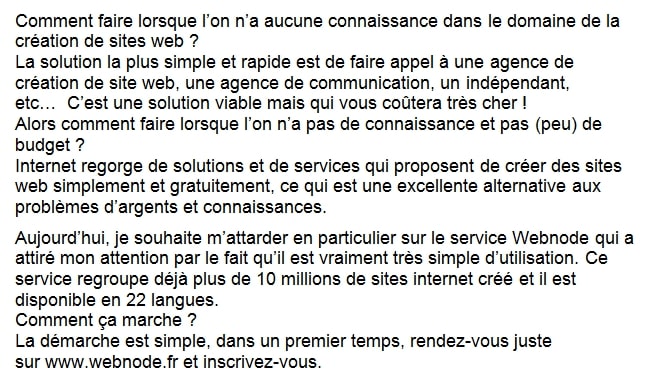 Comment faire lorsque l’on n’a aucune connaissance dans le domaine de la
création de sites web ?
La solution la plus simple et rapide est de faire appel à une agence de
création de site web, une agence de communication, un indépendant,
etc…  C’est une solution viable mais qui vous coûtera très cher !
Alors comment faire lorsque l’on n’a pas de connaissance et pas (peu) de
budget ?
Internet regorge de solutions et de services qui proposent de créer des sites
web simplement et gratuitement, ce qui est une excellente alternative aux
problèmes d’argents et connaissances.
Aujourd’hui, je souhaite m’attarder en particulier sur le service Webnode qui a
attiré mon attention par le fait qu’il est vraiment très simple d’utilisation. Ce
service regroupe déjà plus de 10 millions de sites internet créé et il est
disponible en 22 langues.
Comment ça marche ?
La démarche est simple, dans un premier temps, rendez-vous juste
sur www.webnode.fr et inscrivez-vous.